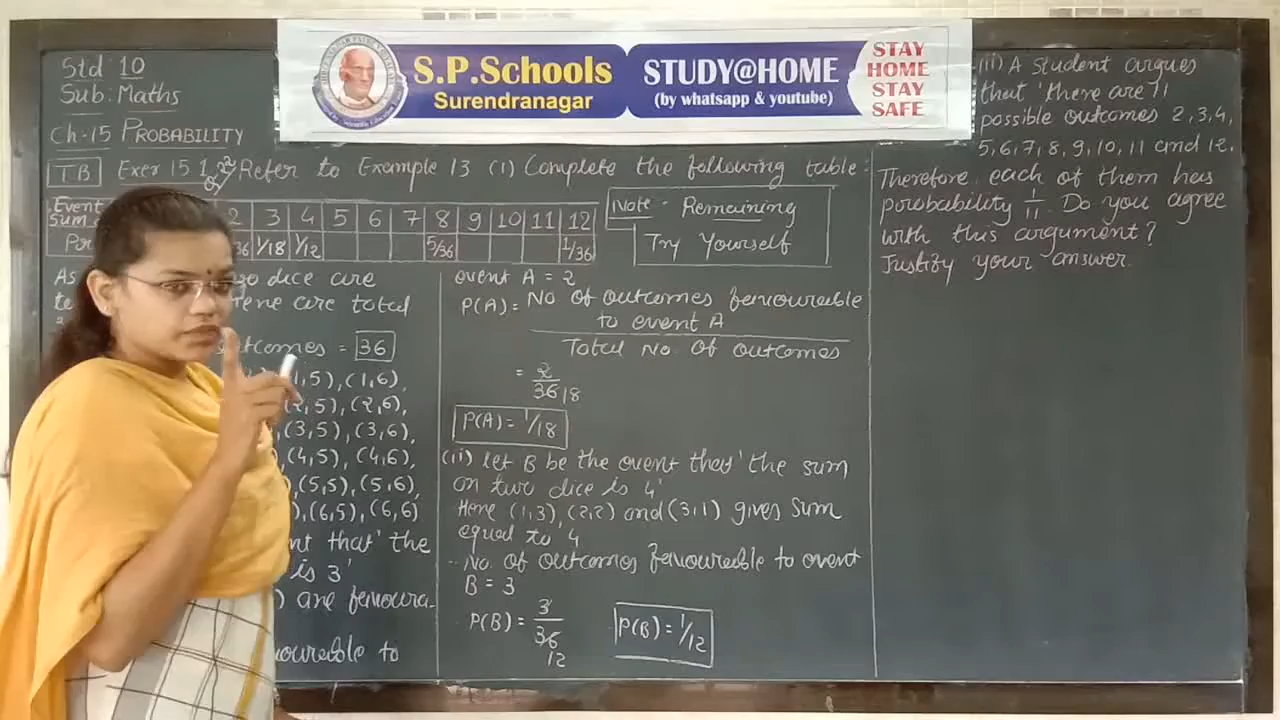 Std 10
Sub: Maths
Ch-15 PROBABILITY
S.P.Schools
Surendranagar
STUDY@HOME
(by whatsapp & youtube)
STAY
HOME
STAY
SAFE
TB Exer 15.1 Refer to Example 13 (1) Complete the following table:
Event
Sum 2 3 4 5 6 7 8 9 10 11 12
36 1/18 1/12 5/36 1/36
Note - Remaining
Try Yourself
As dice are
there are total
outcomes = 36
1,5), (1,6),
(2,5), (2,6),
(3,5), (3,6),
(4,5), (4,6),
(5,5), (5,6),
), (6,5), (6,6)
nt that 'the
is 3'
) are favoura-
vourable to
event A = 2
P(A) = No of outcomes favourable
to event A
Total No. of outcomes
= 2
36 18
P(A) = 1/18
(ii) let B be the event that 'the sum
on two dice is 4'
Here (1,3), (2,2) and (3,1) gives sum
equal to 4
No. of outcomes favourable to event
B = 3
P(B) = 3
36
12
P(B) = 1/12
(ii) A student argues
that 'there are 11
possible outcomes 2,3,4,
5,6,7,8,9,10,11 and 12.
Therefore, each of them has
porobability 1/11. Do you agree
with this argument?
Justify your answer.